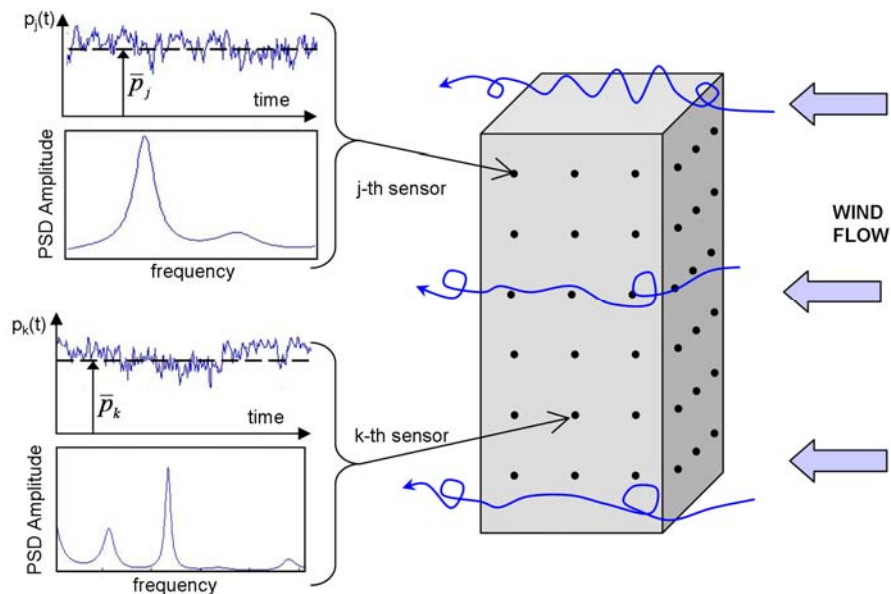 pj(t)
p̅j
time
PSD Amplitude
frequency
j-th sensor
WIND
FLOW
pk(t)
p̅k
time
k-th sensor
PSD Amplitude
frequency